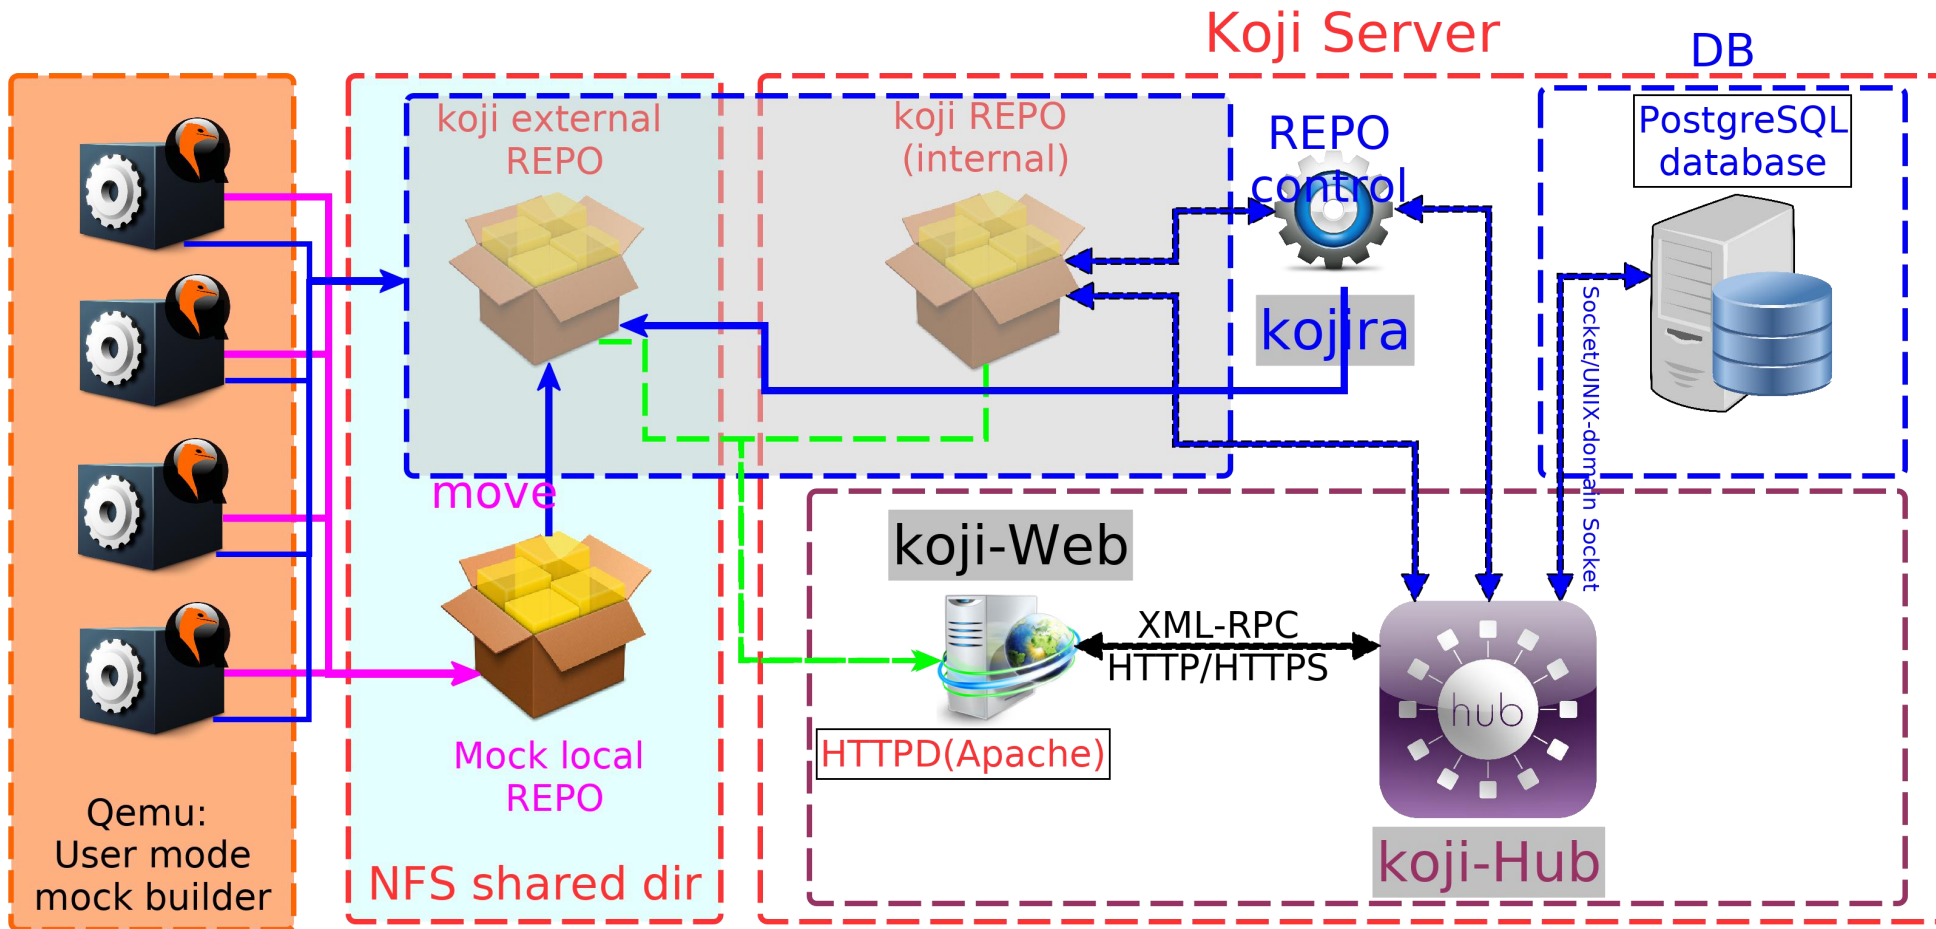 Koji Server
DB
koji external
REPO
koji REPO
(internal)
REPO
control
kojira
PostgreSQL
database
Socket/UNIX-domain Socket
move
koji-Web
XML-RPC
HTTP/HTTPS
HTTPD(Apache)
hub
koji-Hub
Mock local
REPO
NFS shared dir
Qemu:
User mode
mock builder